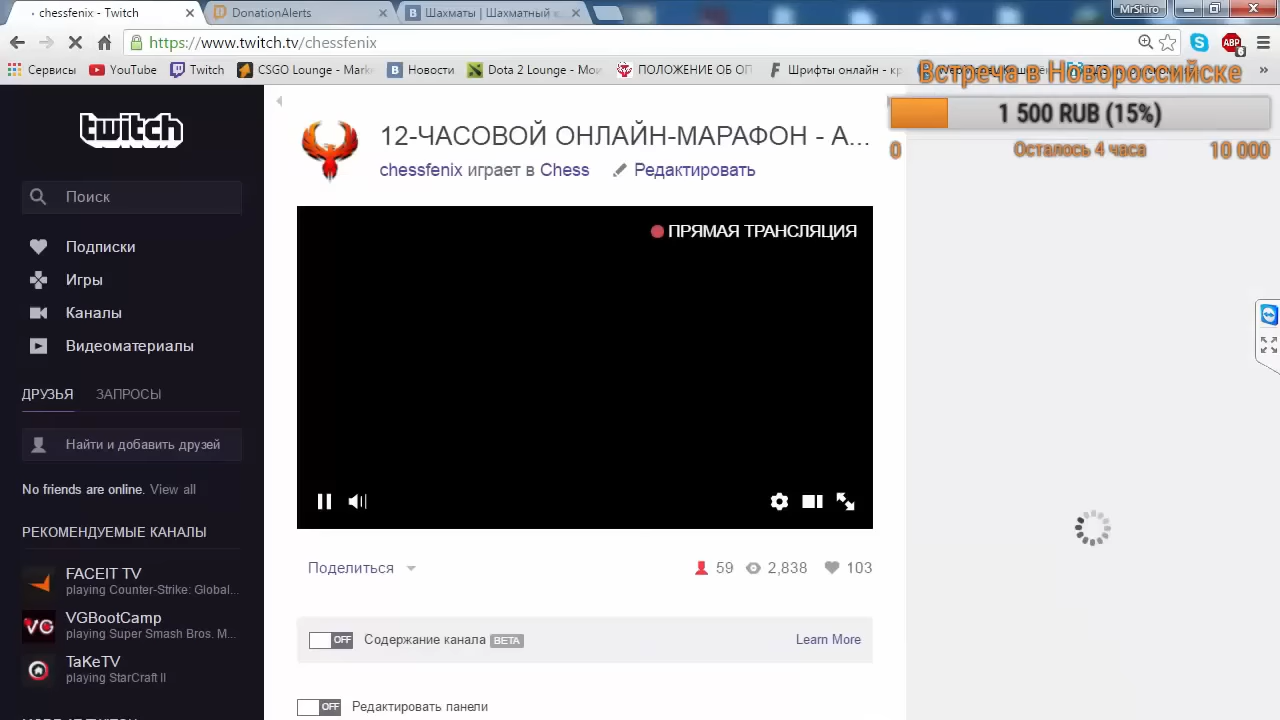 chessfenix - Twitch
DonationAlerts
Шахматы | Шахматный к
MrShiro
https://www.twitch.tv/chessfenix
ABP
6
Сервисы
YouTube
Twitch
CSGO Lounge - Marke
Новости
Dota 2 Lounge - Мои
ПОЛОЖЕНИЕ ОБ ОП
Шрифты онлайн - кр
Встреча в Новороссийске
1 500 RUB (15%)
0
Осталось 4 часа
10 000
twitch
Поиск
Подписки
Игры
Каналы
Видеоматериалы
ДРУЗЬЯ
ЗАПРОСЫ
Найти и добавить друзей
No friends are online. View all
РЕКОМЕНДУЕМЫЕ КАНАЛЫ
FACEIT TV
playing Counter-Strike: Global...
VG
VGBootCamp
playing Super Smash Bros. M...
TaKeTV
playing StarCraft II
12-ЧАСОВОЙ ОНЛАЙН-МАРАФОН - А...
chessfenix играет в Chess
Редактировать
ПРЯМАЯ ТРАНСЛЯЦИЯ
Поделиться
59
2,838
103
OFF
Содержание канала BETA
Learn More
OFF
Редактировать панели